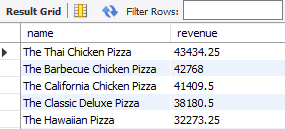 Result Grid Filter Rows:
name revenue
The Thai Chicken Pizza 43434.25
The Barbecue Chicken Pizza 42768
The California Chicken Pizza 41409.5
The Classic Deluxe Pizza 38180.5
The Hawaiian Pizza 32273.25